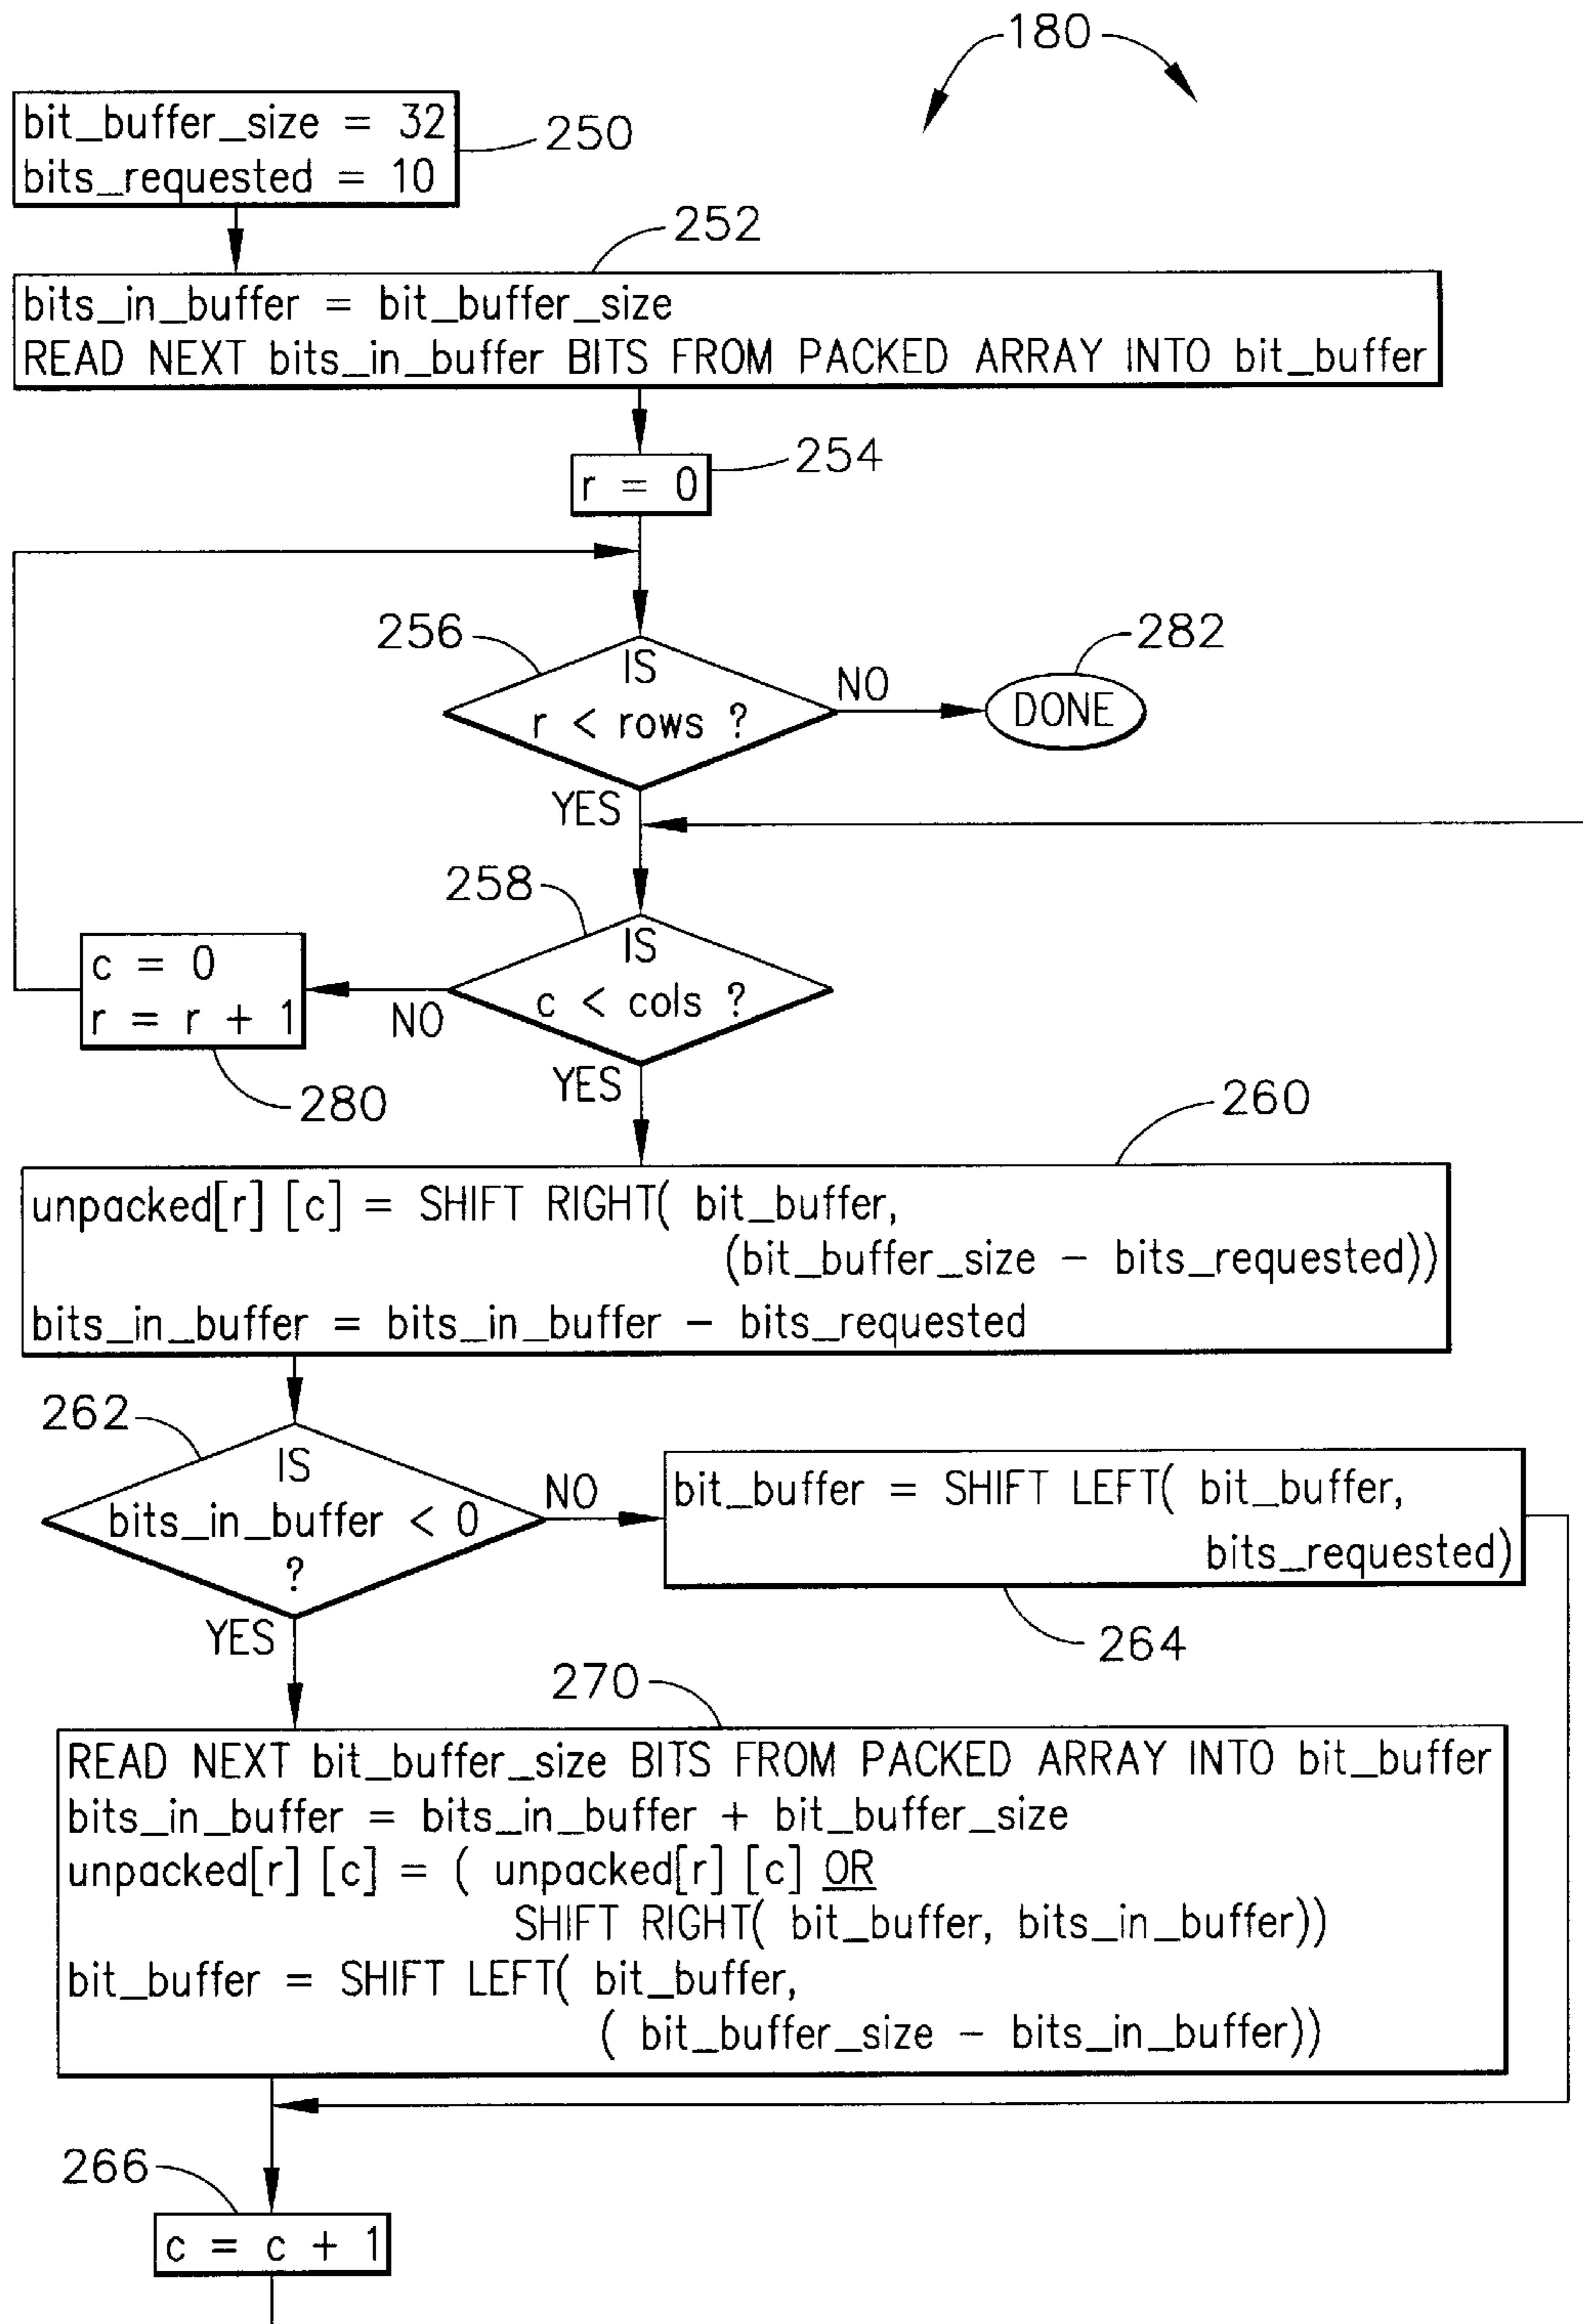 180
bit_buffer_size = 32
bits_requested = 10
250
252
bits_in_buffer = bit_buffer_size
READ NEXT bits_in_buffer BITS FROM PACKED ARRAY INTO bit_buffer
254
r = 0
256
282
IS
r < rows ?
NO
DONE
YES
258
IS
c < cols ?
c = 0
r = r + 1
NO
YES
280
260
unpacked[r] [c] = SHIFT RIGHT( bit_buffer,
(bit_buffer_size - bits_requested))
bits_in_buffer = bits_in_buffer - bits_requested
262
IS
bits_in_buffer < 0
?
NO
bit_buffer = SHIFT LEFT( bit_buffer,
bits_requested)
YES
264
270
READ NEXT bit_buffer_size BITS FROM PACKED ARRAY INTO bit_buffer
bits_in_buffer = bits_in_buffer + bit_buffer_size
unpacked[r] [c] = ( unpacked[r] [c] OR
SHIFT RIGHT( bit_buffer, bits_in_buffer))
bit_buffer = SHIFT LEFT( bit_buffer,
( bit_buffer_size - bits_in_buffer))
266
c = c + 1